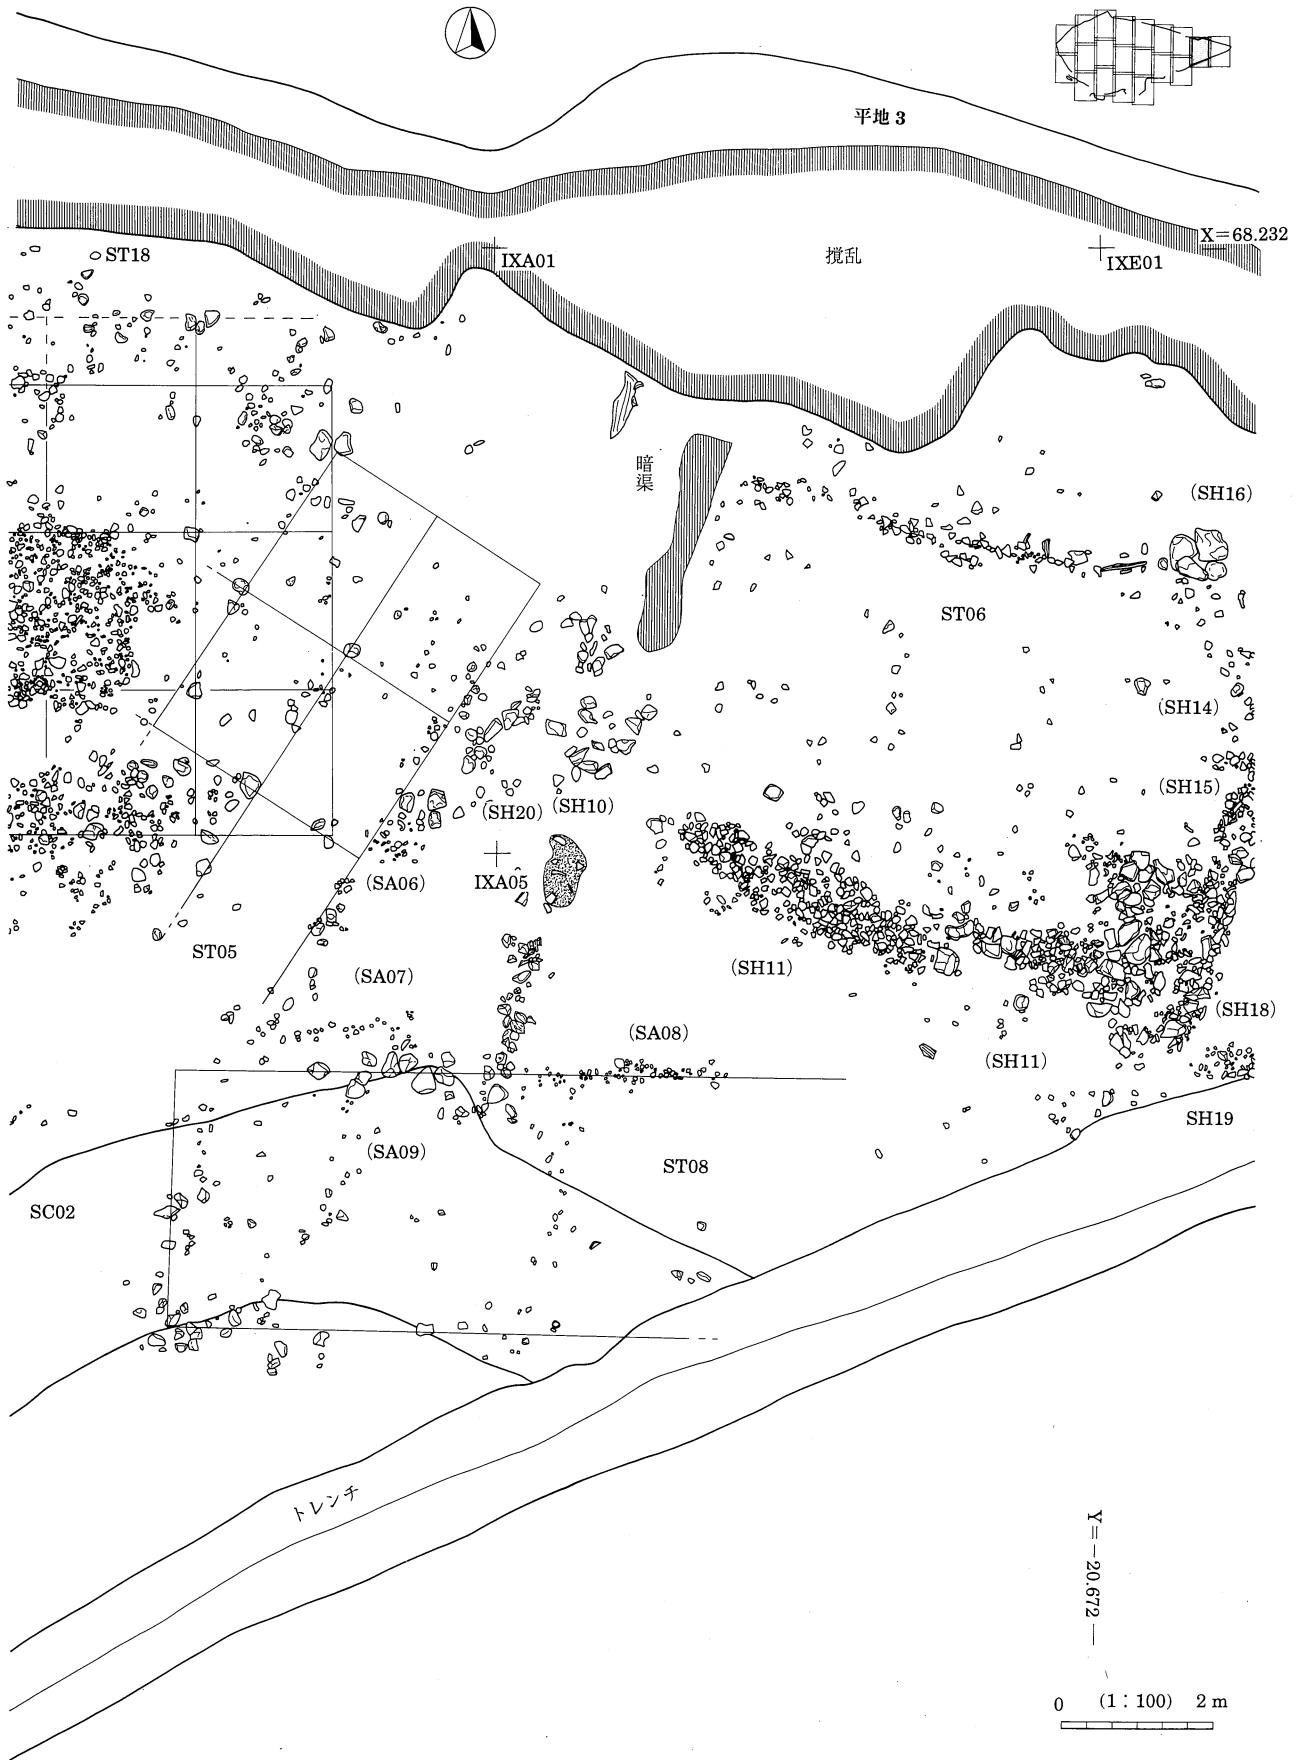 平地 3
X=68.232
IXA01
撹乱
IXE01
ST18
暗渠
(SH16)
ST06
(SH14)
(SH15)
(SH20)
(SH10)
IXA05
(SA06)
ST05
(SA07)
(SH11)
(SH18)
(SA08)
(SH11)
SH19
(SA09)
ST08
SC02
トレンチ
Y=-20.672
0 (1:100) 2 m